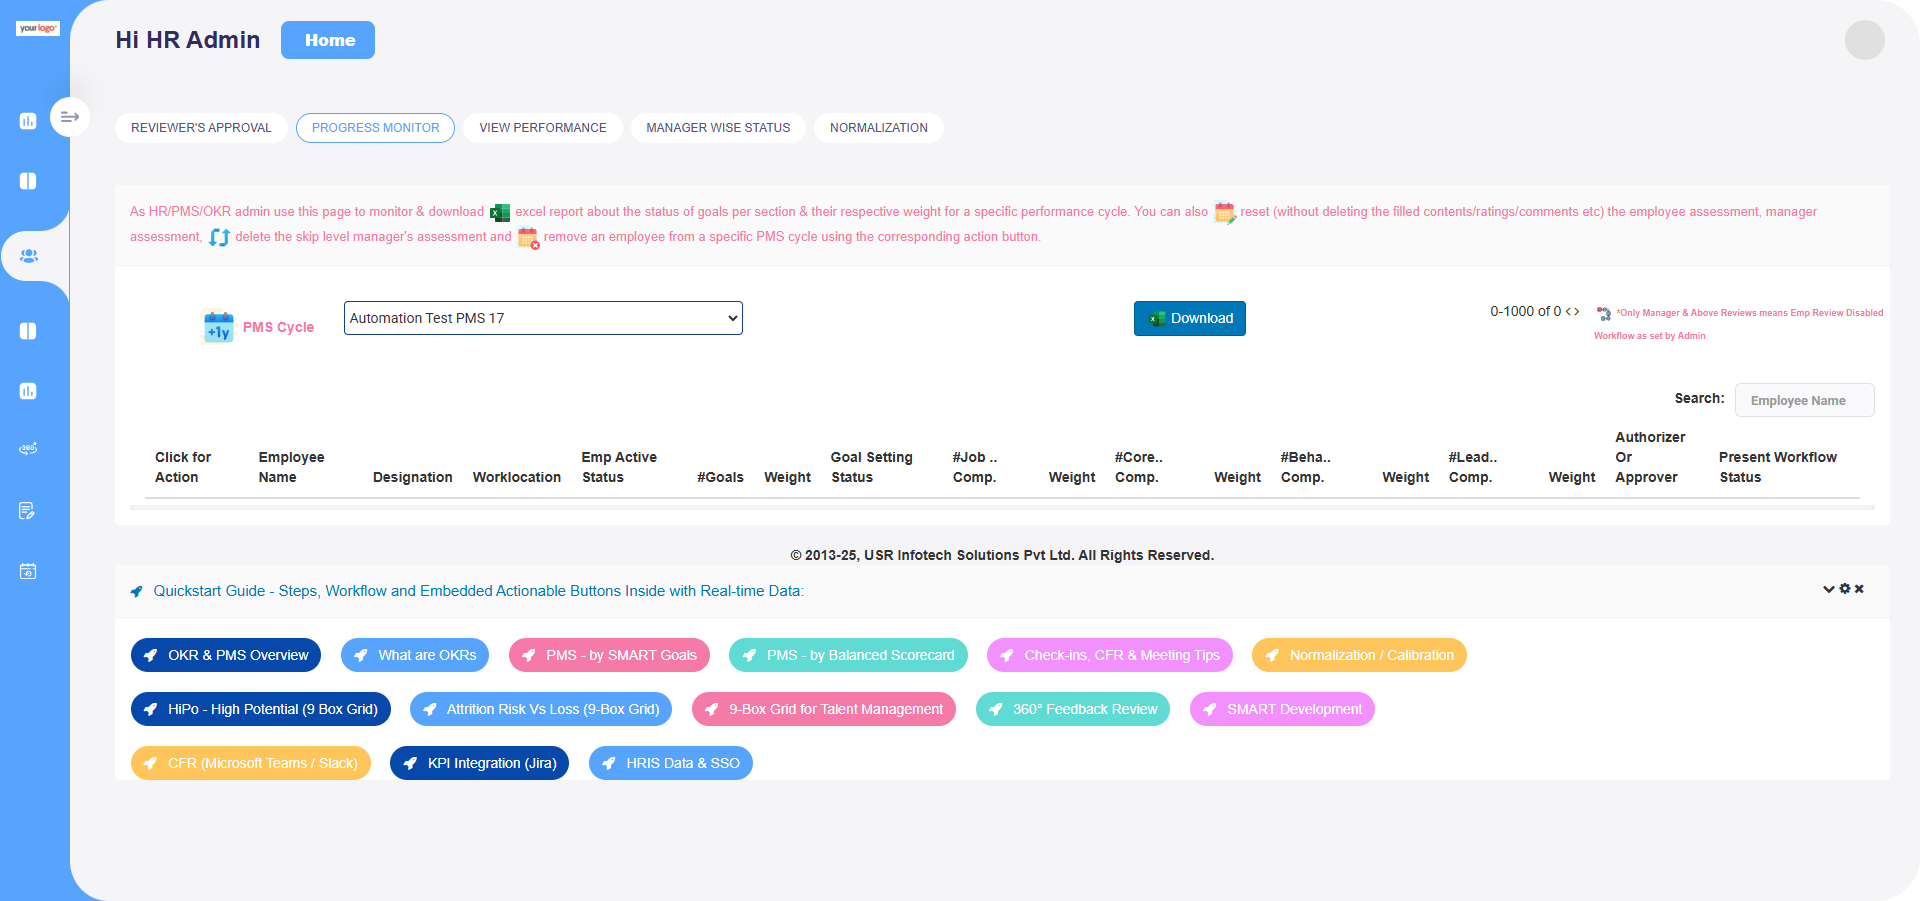 yourlogo
Hi HR Admin
Home
REVIEWER'S APPROVAL
PROGRESS MONITOR
VIEW PERFORMANCE
MANAGER WISE STATUS
NORMALIZATION
As HR/PMS/OKR admin use this page to monitor & download excel report about the status of goals per section & their respective weight for a specific performance cycle. You can also reset (without deleting the filled contents/ratings/comments etc) the employee assessment, manager
assessment, delete the skip level manager's assessment and remove an employee from a specific PMS cycle using the corresponding action button.
+1y PMS Cycle
Automation Test PMS 17
Download
0-1000 of 0 < >
*Only Manager & Above Reviews means Emp Review Disabled
Workflow as set by Admin
Search: Employee Name
Click for Action
Employee Name
Designation
Worklocation
Emp Active Status
#Goals
Weight
Goal Setting Status
#Job .. Comp.
Weight
#Core.. Comp.
Weight
#Beha.. Comp.
Weight
#Lead.. Comp.
Weight
Authorizer Or Approver
Present Workflow Status
© 2013-25, USR Infotech Solutions Pvt Ltd. All Rights Reserved.
Quickstart Guide - Steps, Workflow and Embedded Actionable Buttons Inside with Real-time Data:
OKR & PMS Overview
What are OKRs
PMS - by SMART Goals
PMS - by Balanced Scorecard
Check-ins, CFR & Meeting Tips
Normalization / Calibration
HiPo - High Potential (9 Box Grid)
Attrition Risk Vs Loss (9-Box Grid)
9-Box Grid for Talent Management
360° Feedback Review
SMART Development
CFR (Microsoft Teams / Slack)
KPI Integration (Jira)
HRIS Data & SSO